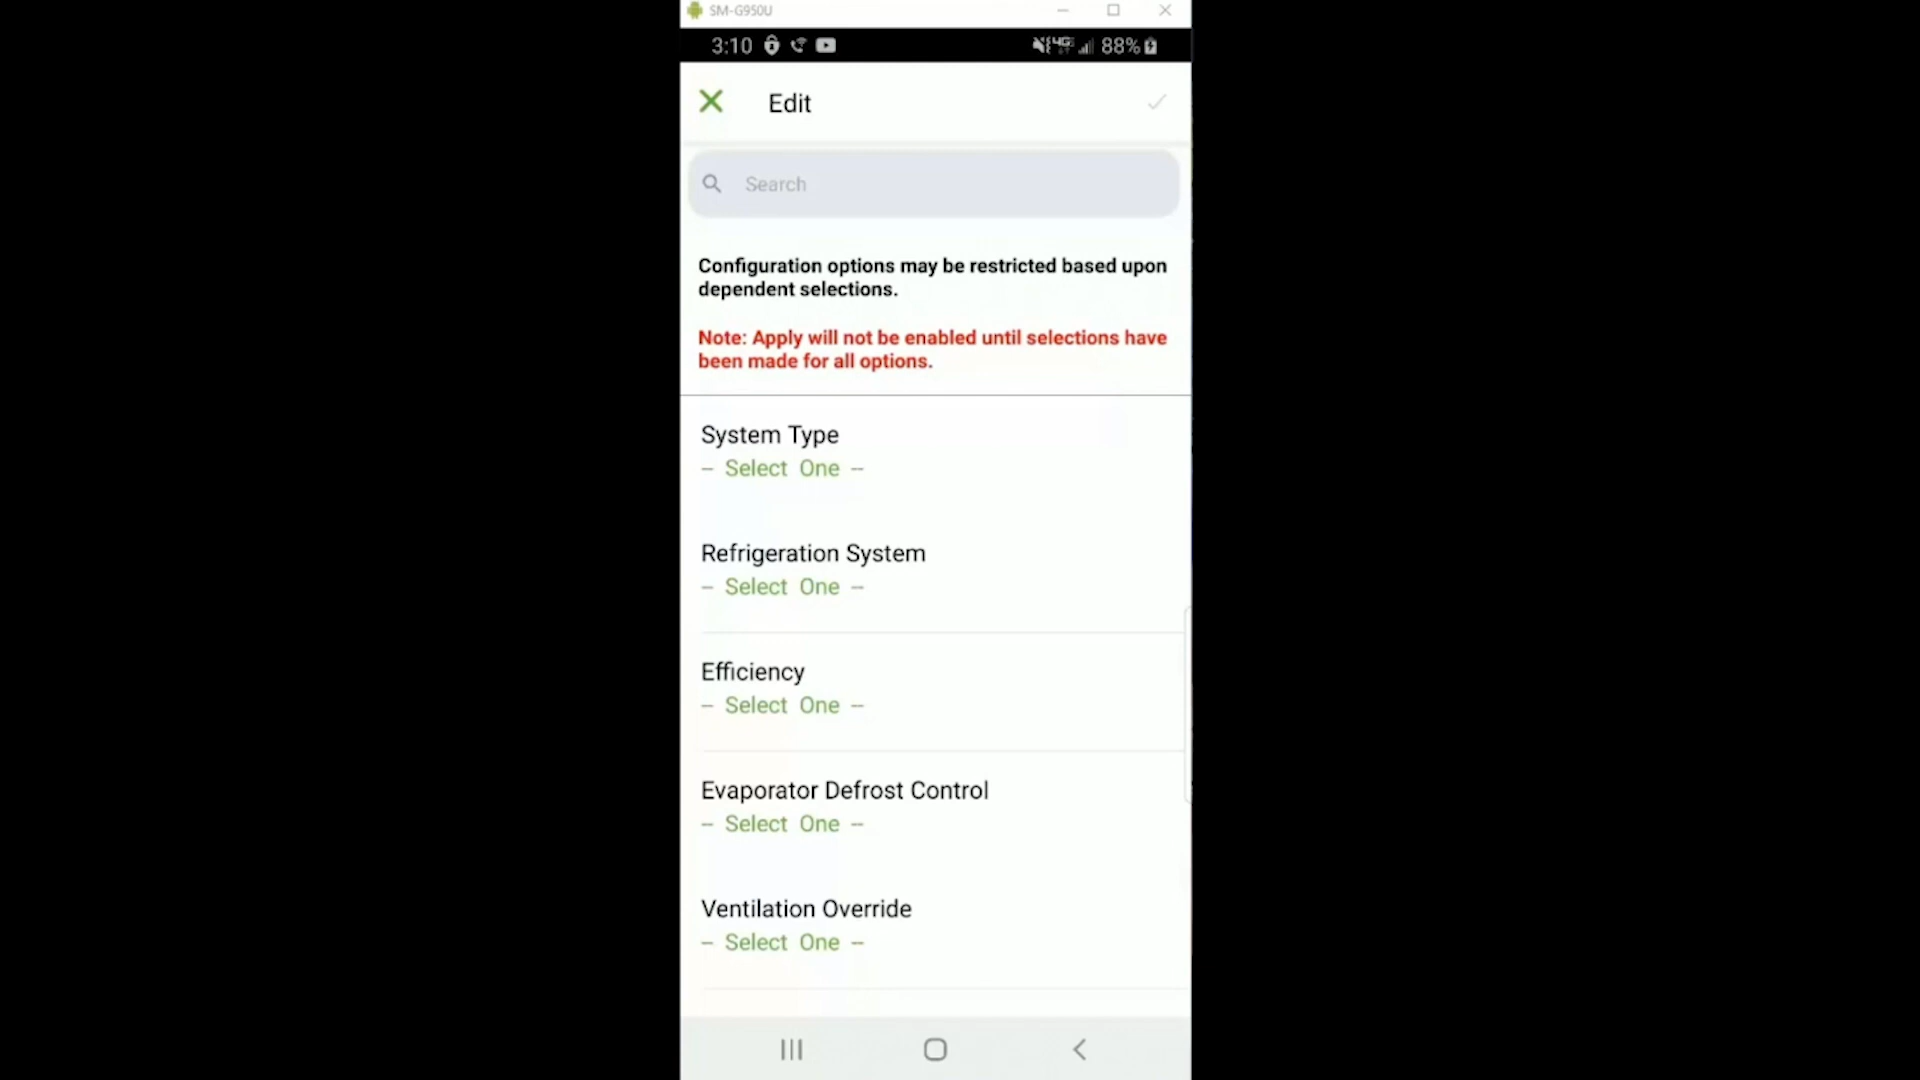 SM-G950U
3:10
4G 88%
Edit
Search
Configuration options may be restricted based upon
dependent selections.
Note: Apply will not be enabled until selections have
been made for all options.
System Type
-- Select One --
Refrigeration System
-- Select One --
Efficiency
-- Select One --
Evaporator Defrost Control
-- Select One --
Ventilation Override
-- Select One --